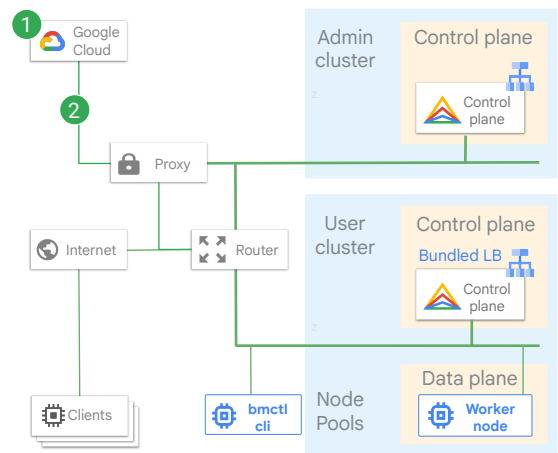 1
Google
Cloud
2
Proxy
Internet
Router
Clients
bmctl
cli
Admin
cluster
z
Control plane
Control
plane
User
cluster
z
Control plane
Bundled LB
Control
plane
Node
Pools
Data plane
Worker
node